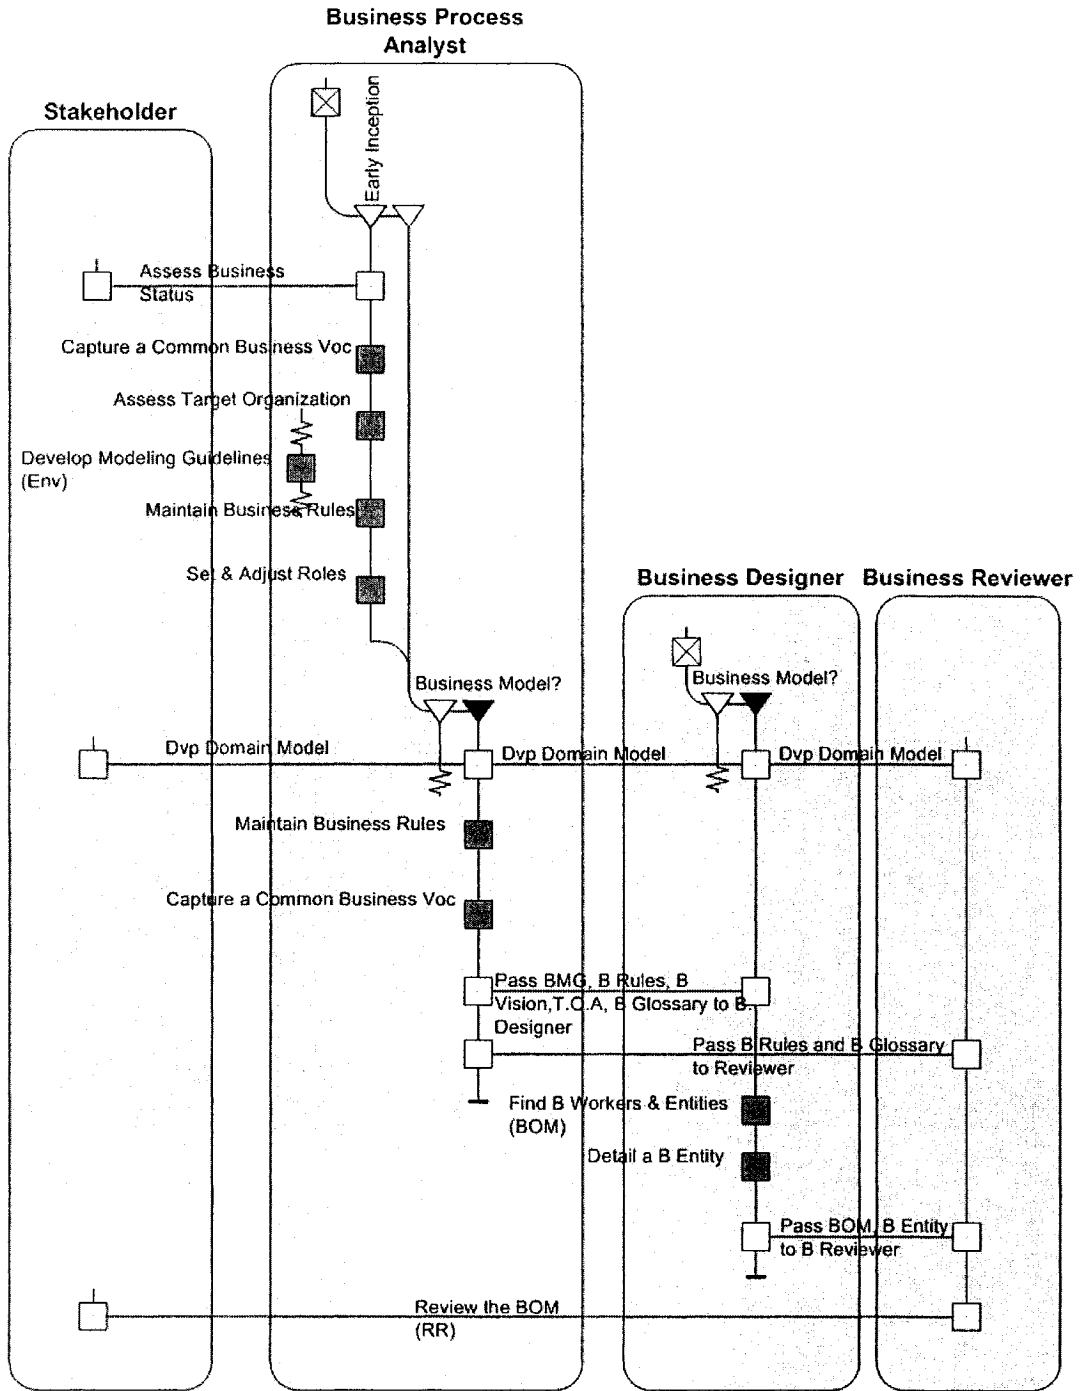 Business Process
Analyst
Stakeholder
Early Inception
Assess Business
Status
Capture a Common Business Voc
Assess Target Organization
Develop Modeling Guidelines
(Env)
Maintain Business Rules
Set & Adjust Roles
Business Designer
Business Reviewer
Business Model?
Business Model?
Dvp Domain Model
Dvp Domain Model
Dvp Domain Model
Maintain Business Rules
Capture a Common Business Voc
Pass BMG, B Rules, B
Vision,T.O.A, B Glossary to B.
Designer
Pass B Rules and B Glossary
to Reviewer
Find B Workers & Entities
(BOM)
Detail a B Entity
Pass BOM, B Entity
to B Reviewer
Review the BOM
(RR)